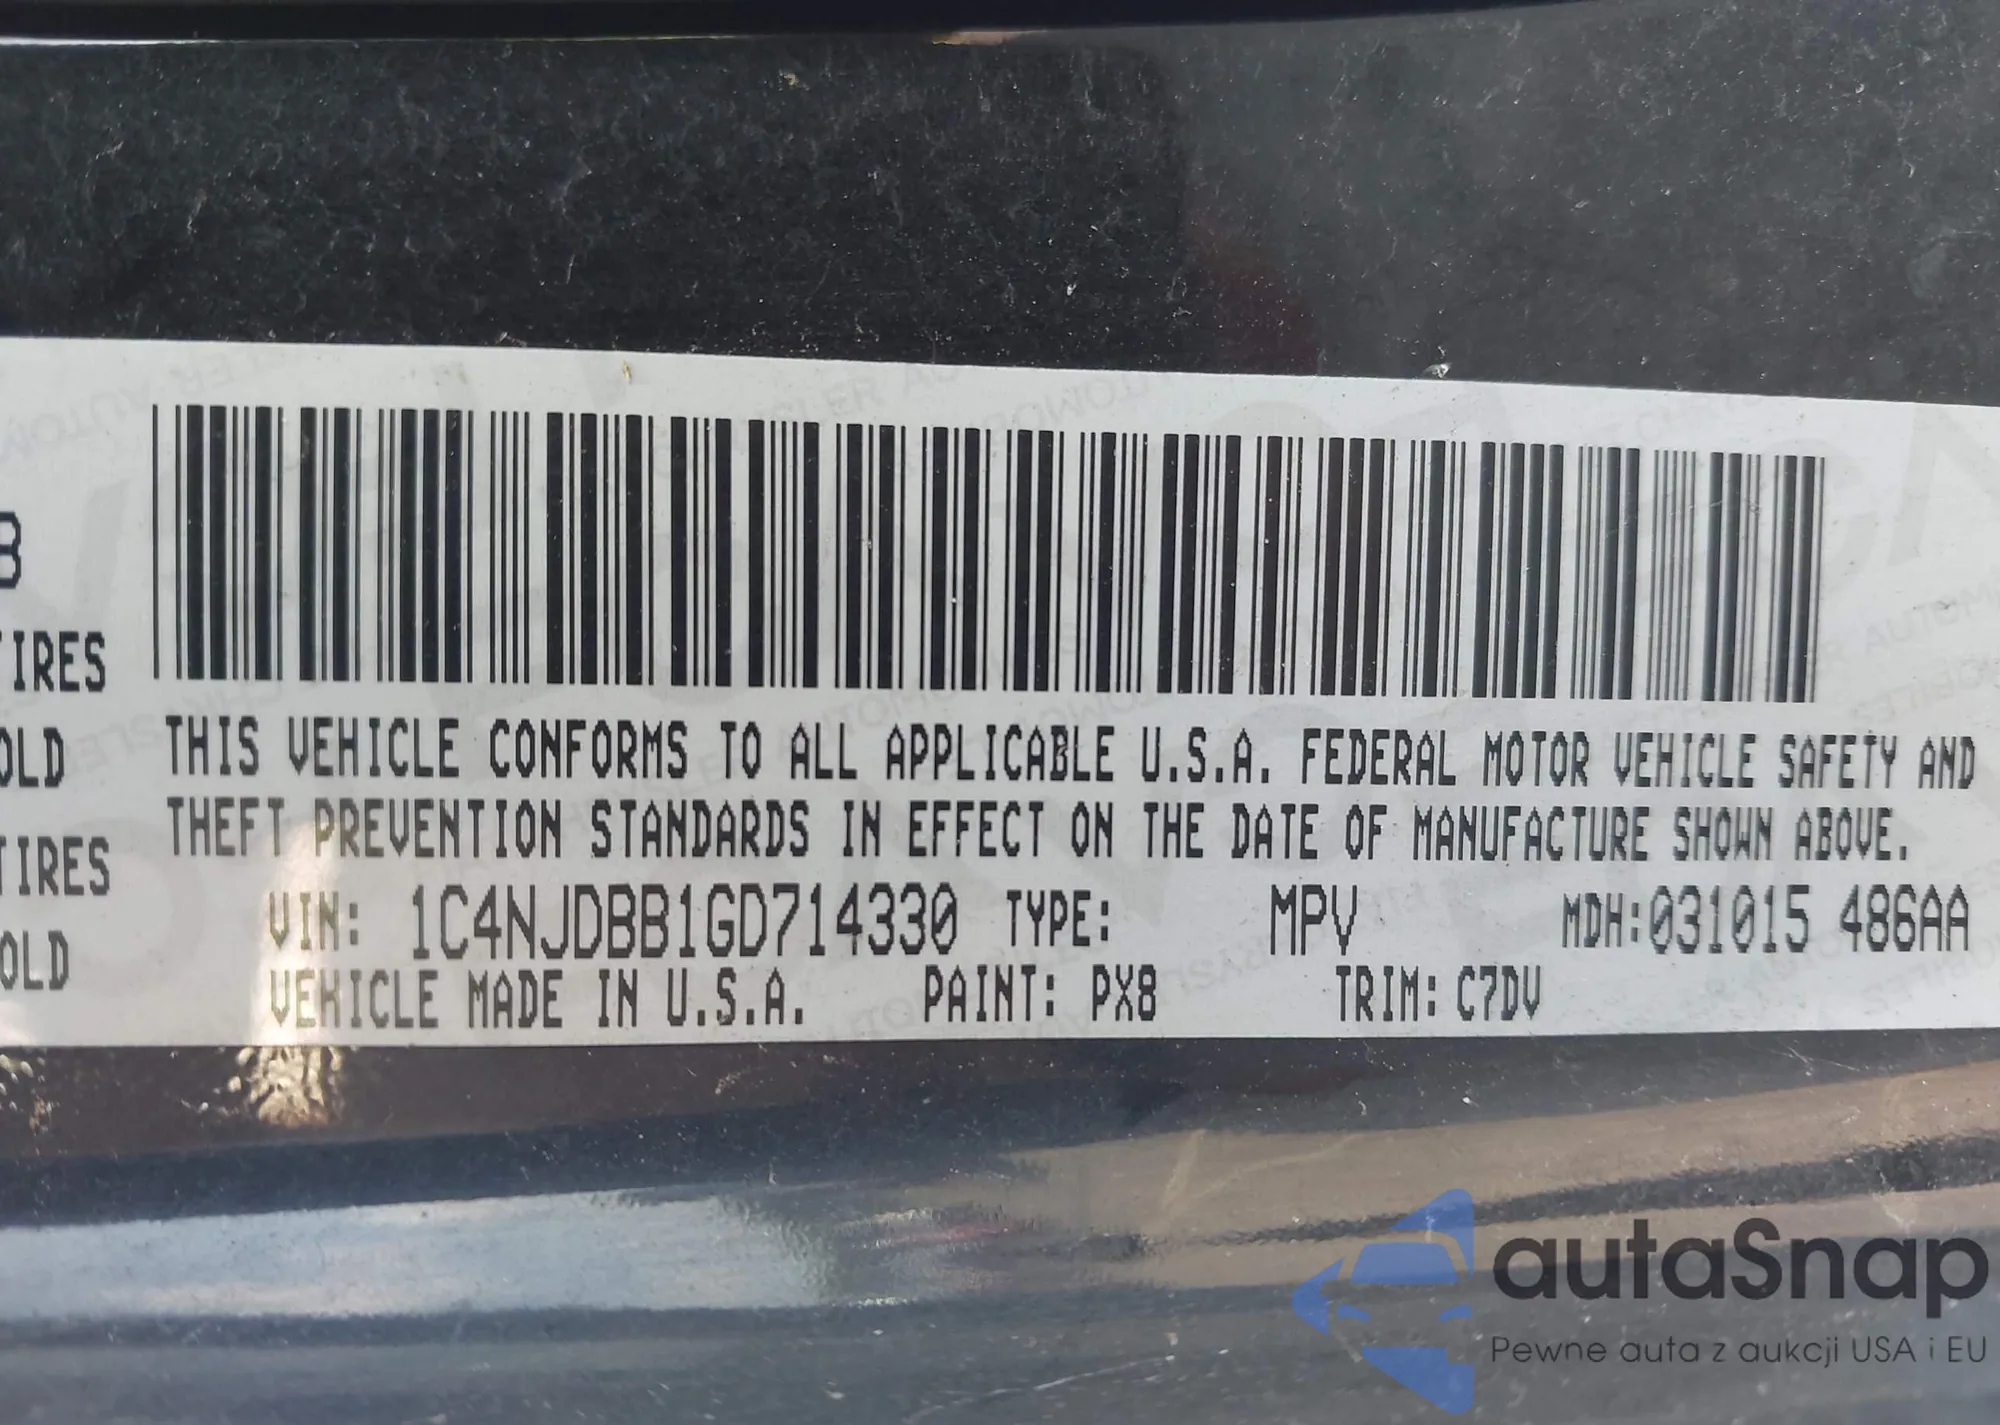 B
TIRES
OLD
TIRES
OLD
THIS VEHICLE CONFORMS TO ALL APPLICABLE U.S.A. FEDERAL MOTOR VEHICLE SAFETY AND
THEFT PREVENTION STANDARDS IN EFFECT ON THE DATE OF MANUFACTURE SHOWN ABOVE.
VIN: 1C4NJDBB1GD714330 TYPE: MPV MDH:031015 486AA
VEHICLE MADE IN U.S.A. PAINT: PX8 TRIM: C7DV
autaSnap
Pewne auta z aukcji USA i EU